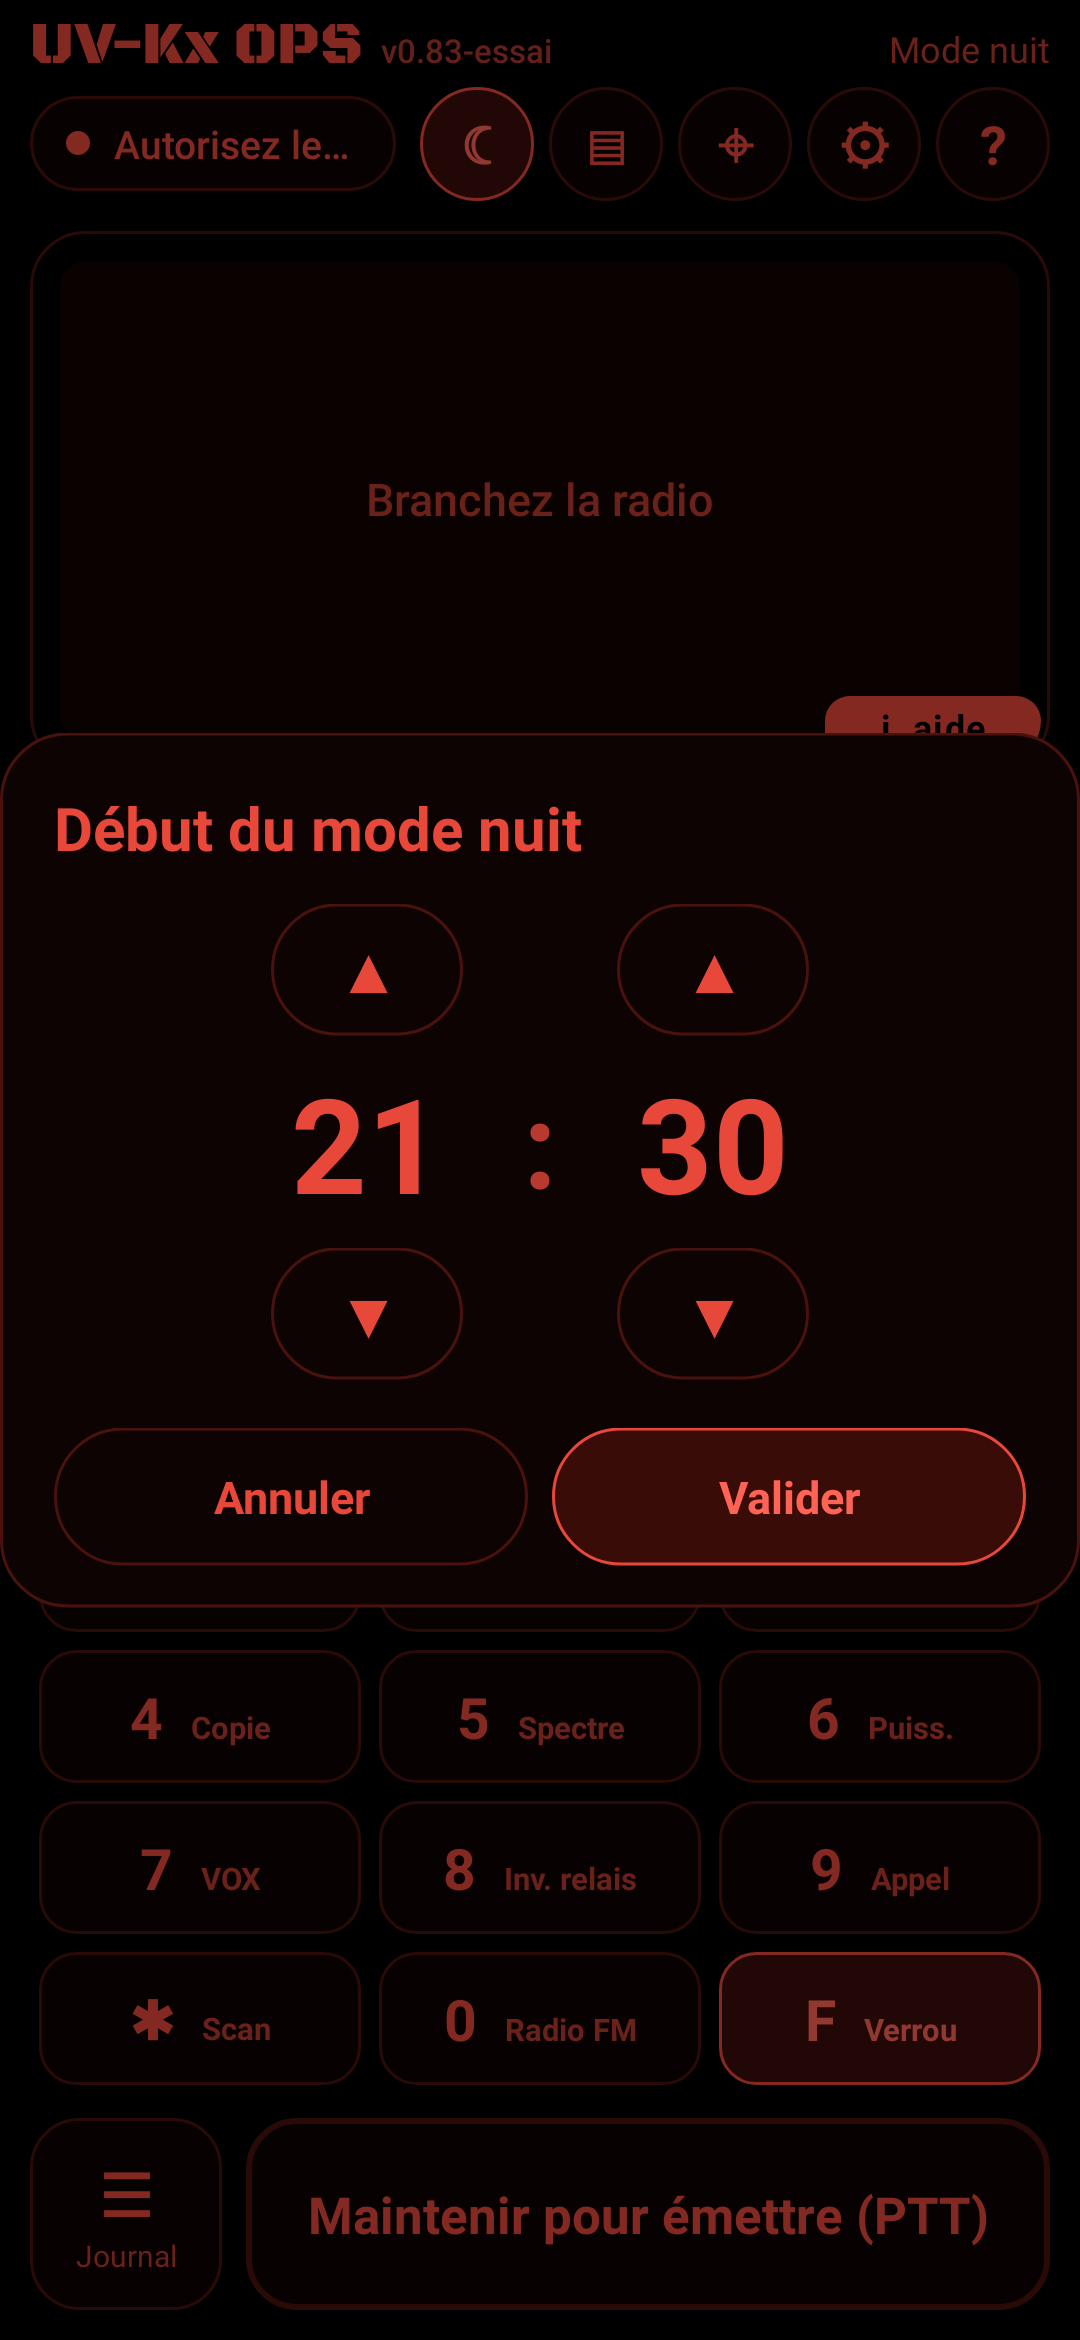 UV-Kx OPS v0.83-essai Mode nuit
Autorisez le… ?
Branchez la radio
i aide
Début du mode nuit
▲ ▲
21 : 30
▼ ▼
Annuler Valider
4 Copie 5 Spectre 6 Puiss.
7 VOX 8 Inv. relais 9 Appel
✱ Scan 0 Radio FM F Verrou
Maintenir pour émettre (PTT)
Journal